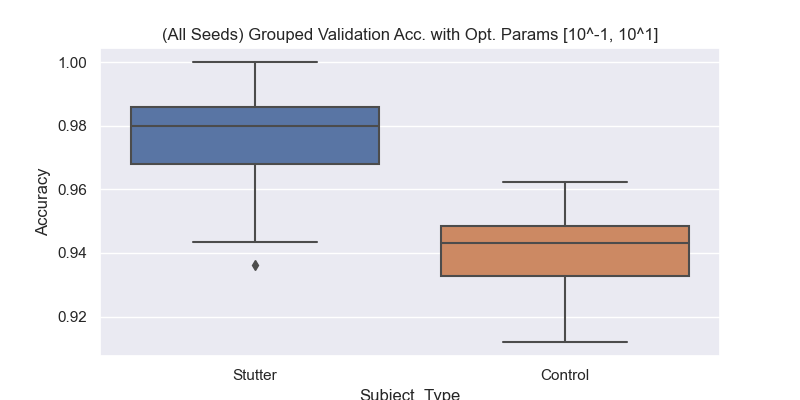 (All Seeds) Grouped Validation Acc. with Opt. Params [10^-1, 10^1]
1.00
0.98
0.96
0.94
0.92
Accuracy
Stutter
Control
Subject_Type